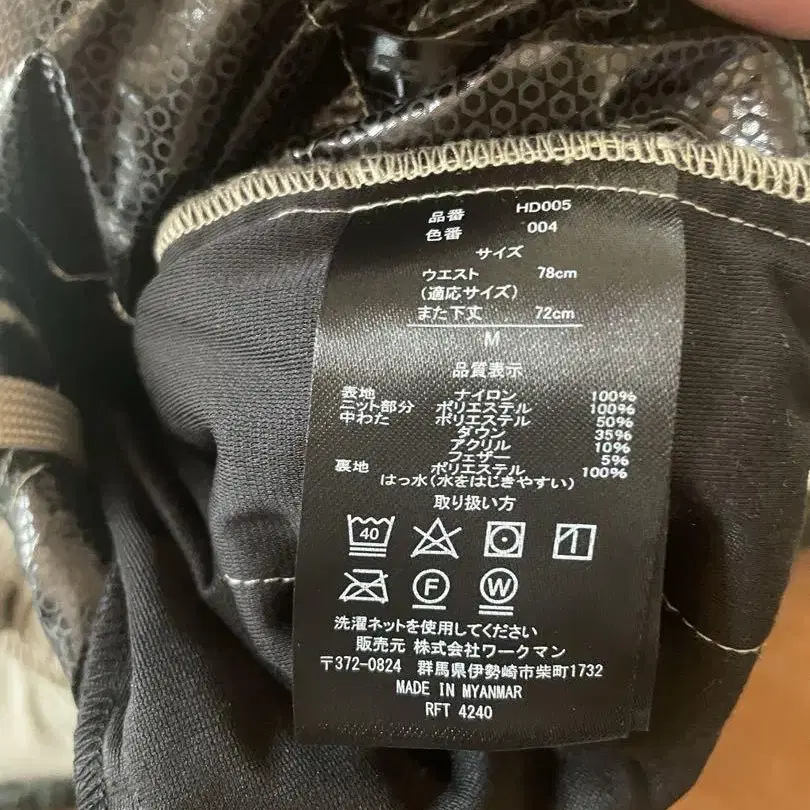 品番 HD005
色番 004
サイズ
ウエスト 78cm
(適応サイズ)
また下丈 72cm
M
品質表示
表地 ナイロン 100%
ニット部分 ポリエステル 100%
中わた ポリエステル 50%
ダウン 35%
アクリル 10%
フェザー 5%
裏地 ポリエステル 100%
はっ水(水をはじきやすい)
取り扱い方
40
F W
洗濯ネットを使用してください
販売元 株式会社ワークマン
〒372-0824 群馬県伊勢崎市柴町1732
MADE IN MYANMAR
RFT 4240